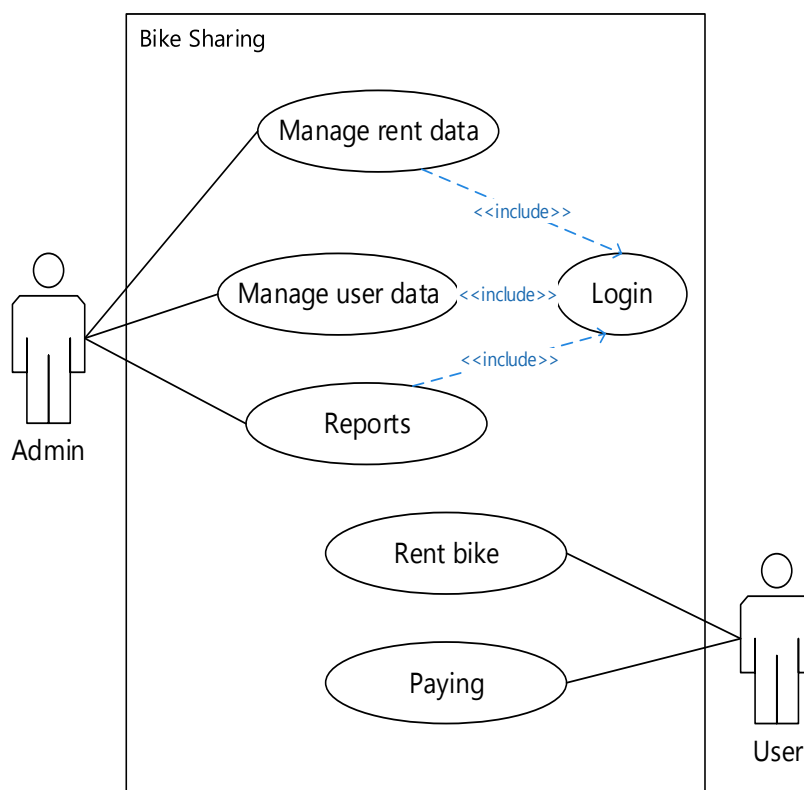 Bike Sharing
Manage rent data
<<include>>
Manage user data
<<include>>
Login
<<include>>
Reports
Admin
Rent bike
Paying
User